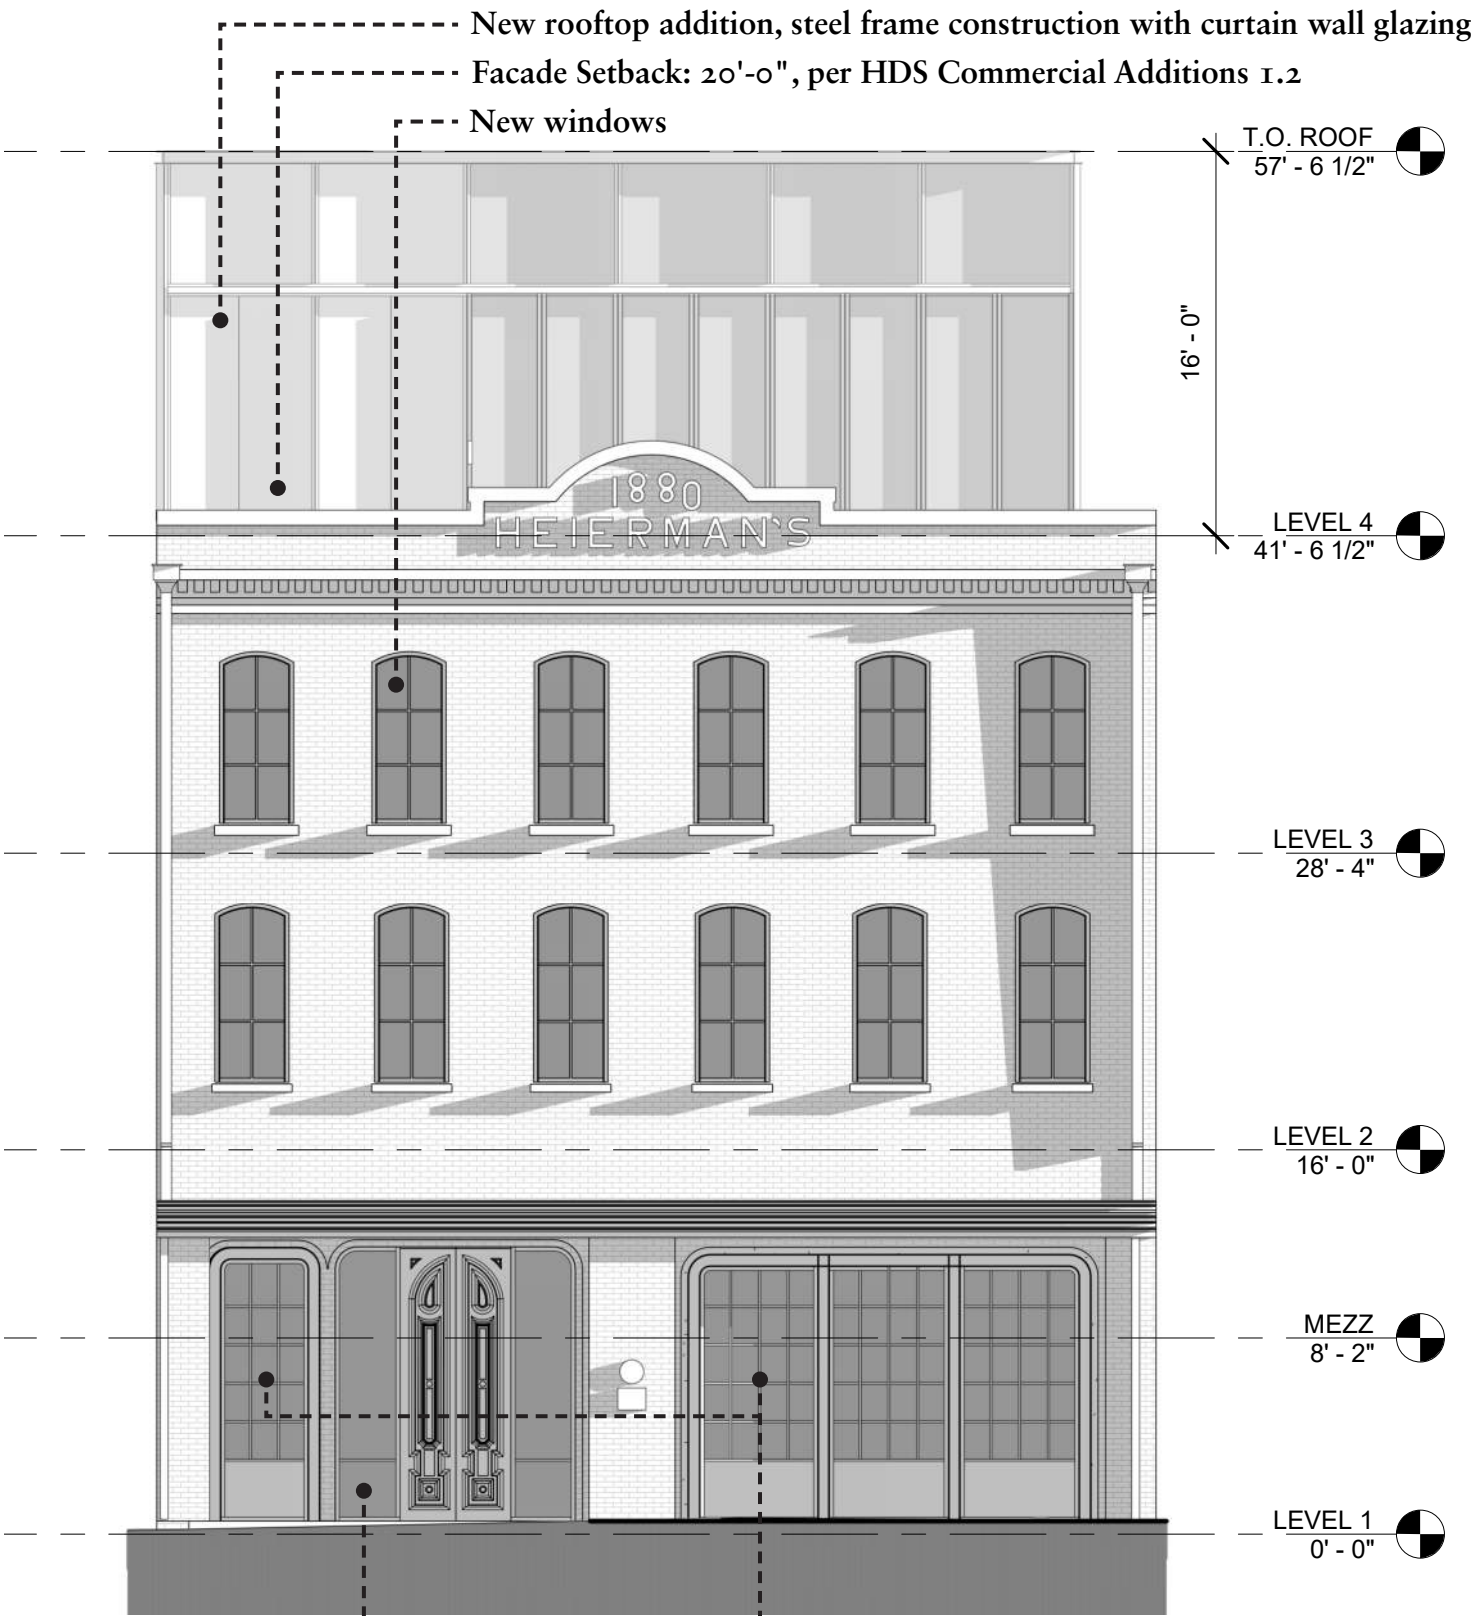 New rooftop addition, steel frame construction with curtain wall glazing
Facade Setback: 20'-0", per HDS Commercial Additions 1.2
New windows
T.O. ROOF
57' - 6 1/2"
16' - 0"
1880
HEIERMAN'S
LEVEL 4
41' - 6 1/2"
LEVEL 3
28' - 4"
LEVEL 2
16' - 0"
MEZZ
8' - 2"
LEVEL 1
0' - 0"